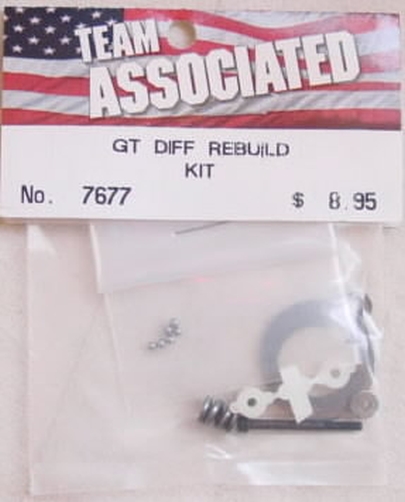 TEAM
ASSOCIATED
GT DIFF REBUILD
KIT
No. 7677 $ 8.95